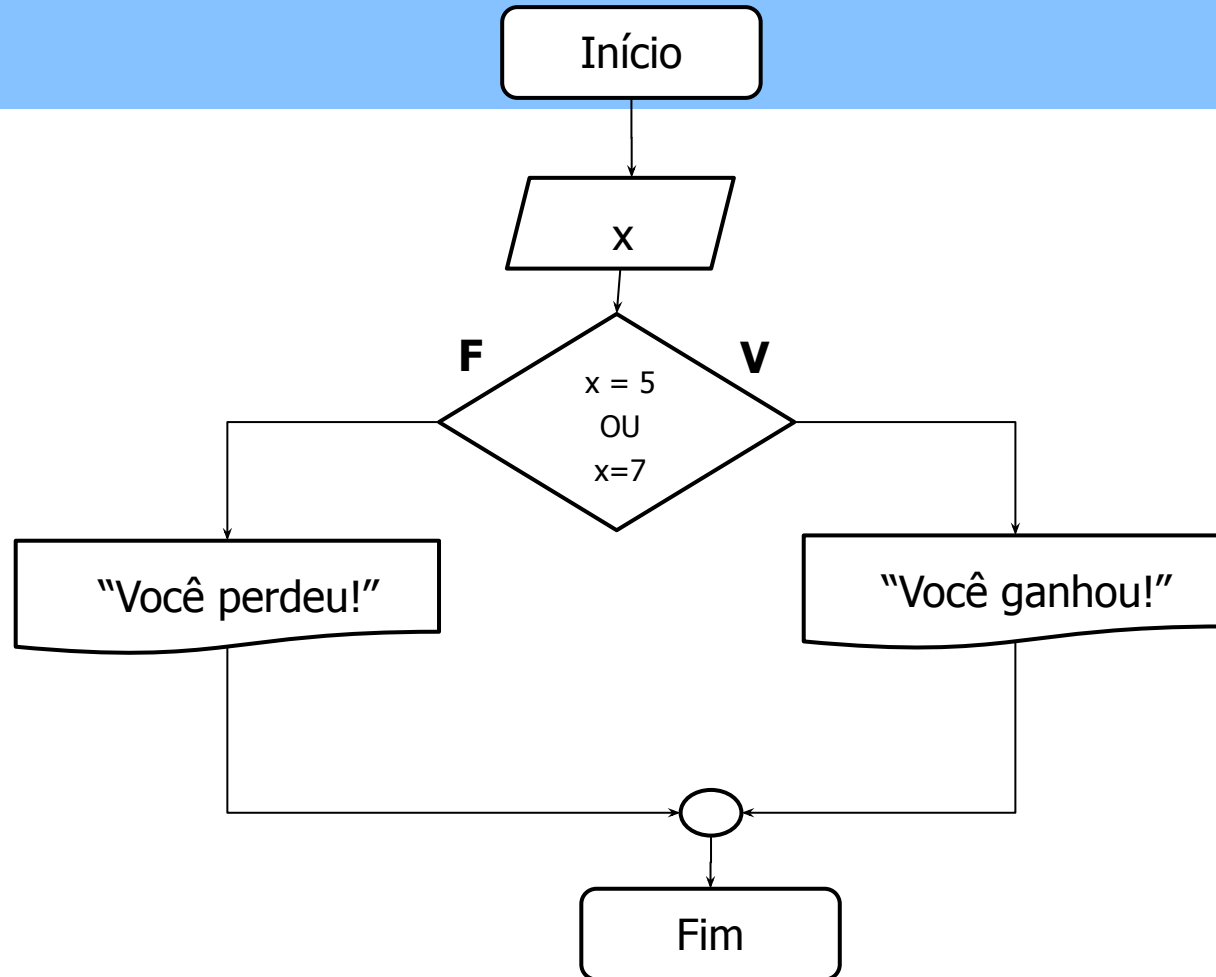 Início
x
F
V
x = 5
OU
x=7
“Você perdeu!”
“Você ganhou!”
Fim